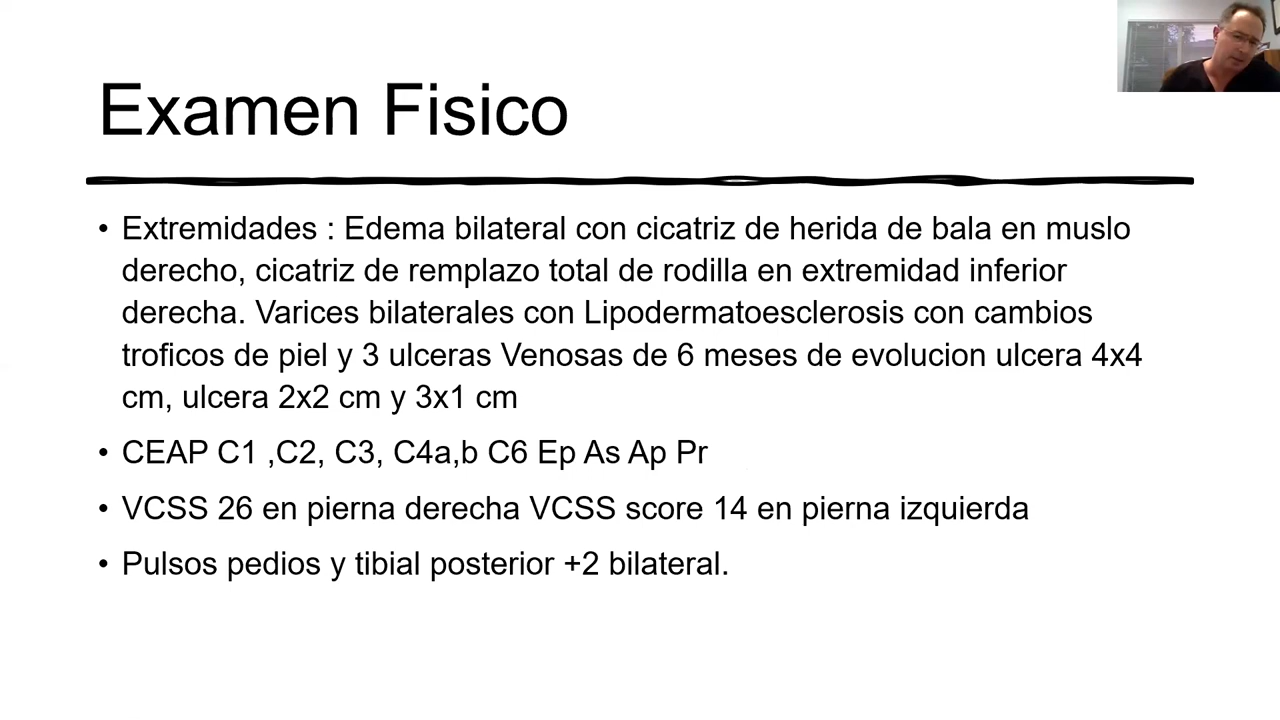 Examen Fisico
• Extremidades : Edema bilateral con cicatriz de herida de bala en muslo
derecho, cicatriz de remplazo total de rodilla en extremidad inferior
derecha. Varices bilaterales con Lipodermatoesclerosis con cambios
troficos de piel y 3 ulceras Venosas de 6 meses de evolucion ulcera 4x4
cm, ulcera 2x2 cm y 3x1 cm
• CEAP C1 ,C2, C3, C4a,b C6 Ep As Ap Pr
• VCSS 26 en pierna derecha VCSS score 14 en pierna izquierda
• Pulsos pedios y tibial posterior +2 bilateral.